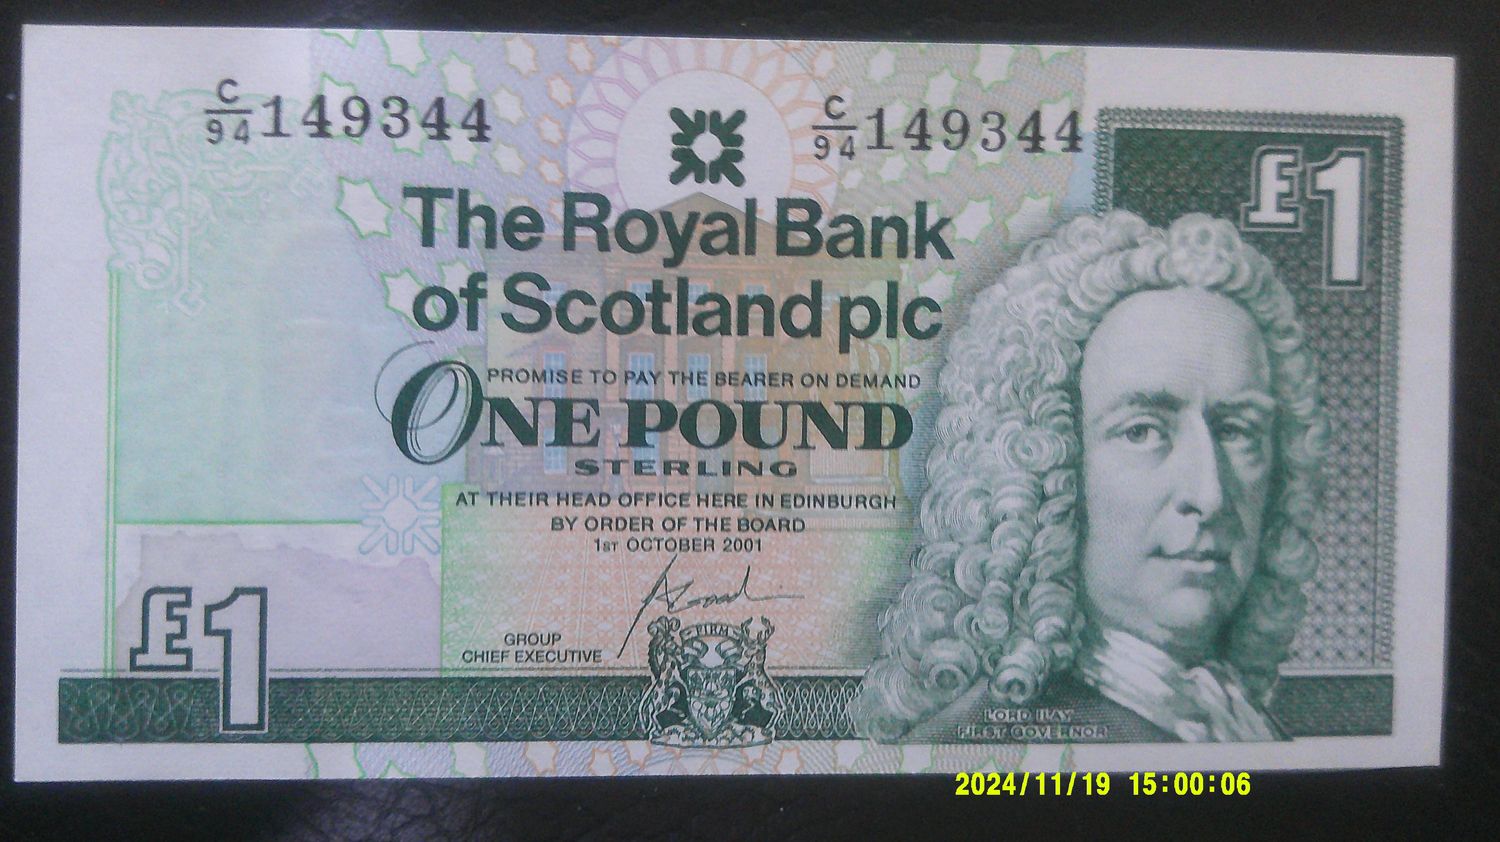 C/94 149344
C/94 149344
£1
The Royal Bank
of Scotland plc
PROMISE TO PAY THE BEARER ON DEMAND
ONE POUND
STERLING
AT THEIR HEAD OFFICE HERE IN EDINBURGH
BY ORDER OF THE BOARD
1ST OCTOBER 2001
GROUP
CHIEF EXECUTIVE
£1
FIRM
LORD ILAY
FIRST GOVERNOR
2024/11/19 15:00:06